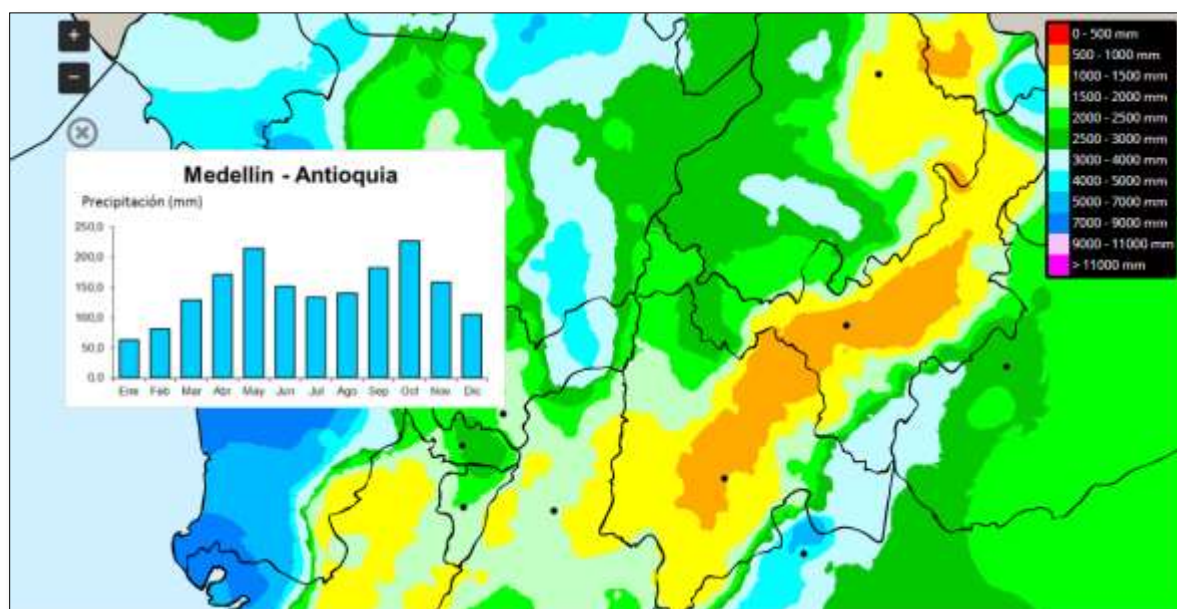 +
−
Medellin - Antioquia
Precipitación (mm)
250,0
200,0
150,0
100,0
50,0
0,0
Ene Feb Mar Abr May Jun Jul Ago Sep Oct Nov Dic
0 - 500 mm
500 - 1000 mm
1000 - 1500 mm
1500 - 2000 mm
2000 - 2500 mm
2500 - 3000 mm
3000 - 4000 mm
4000 - 5000 mm
5000 - 7000 mm
7000 - 9000 mm
9000 - 11000 mm
> 11000 mm